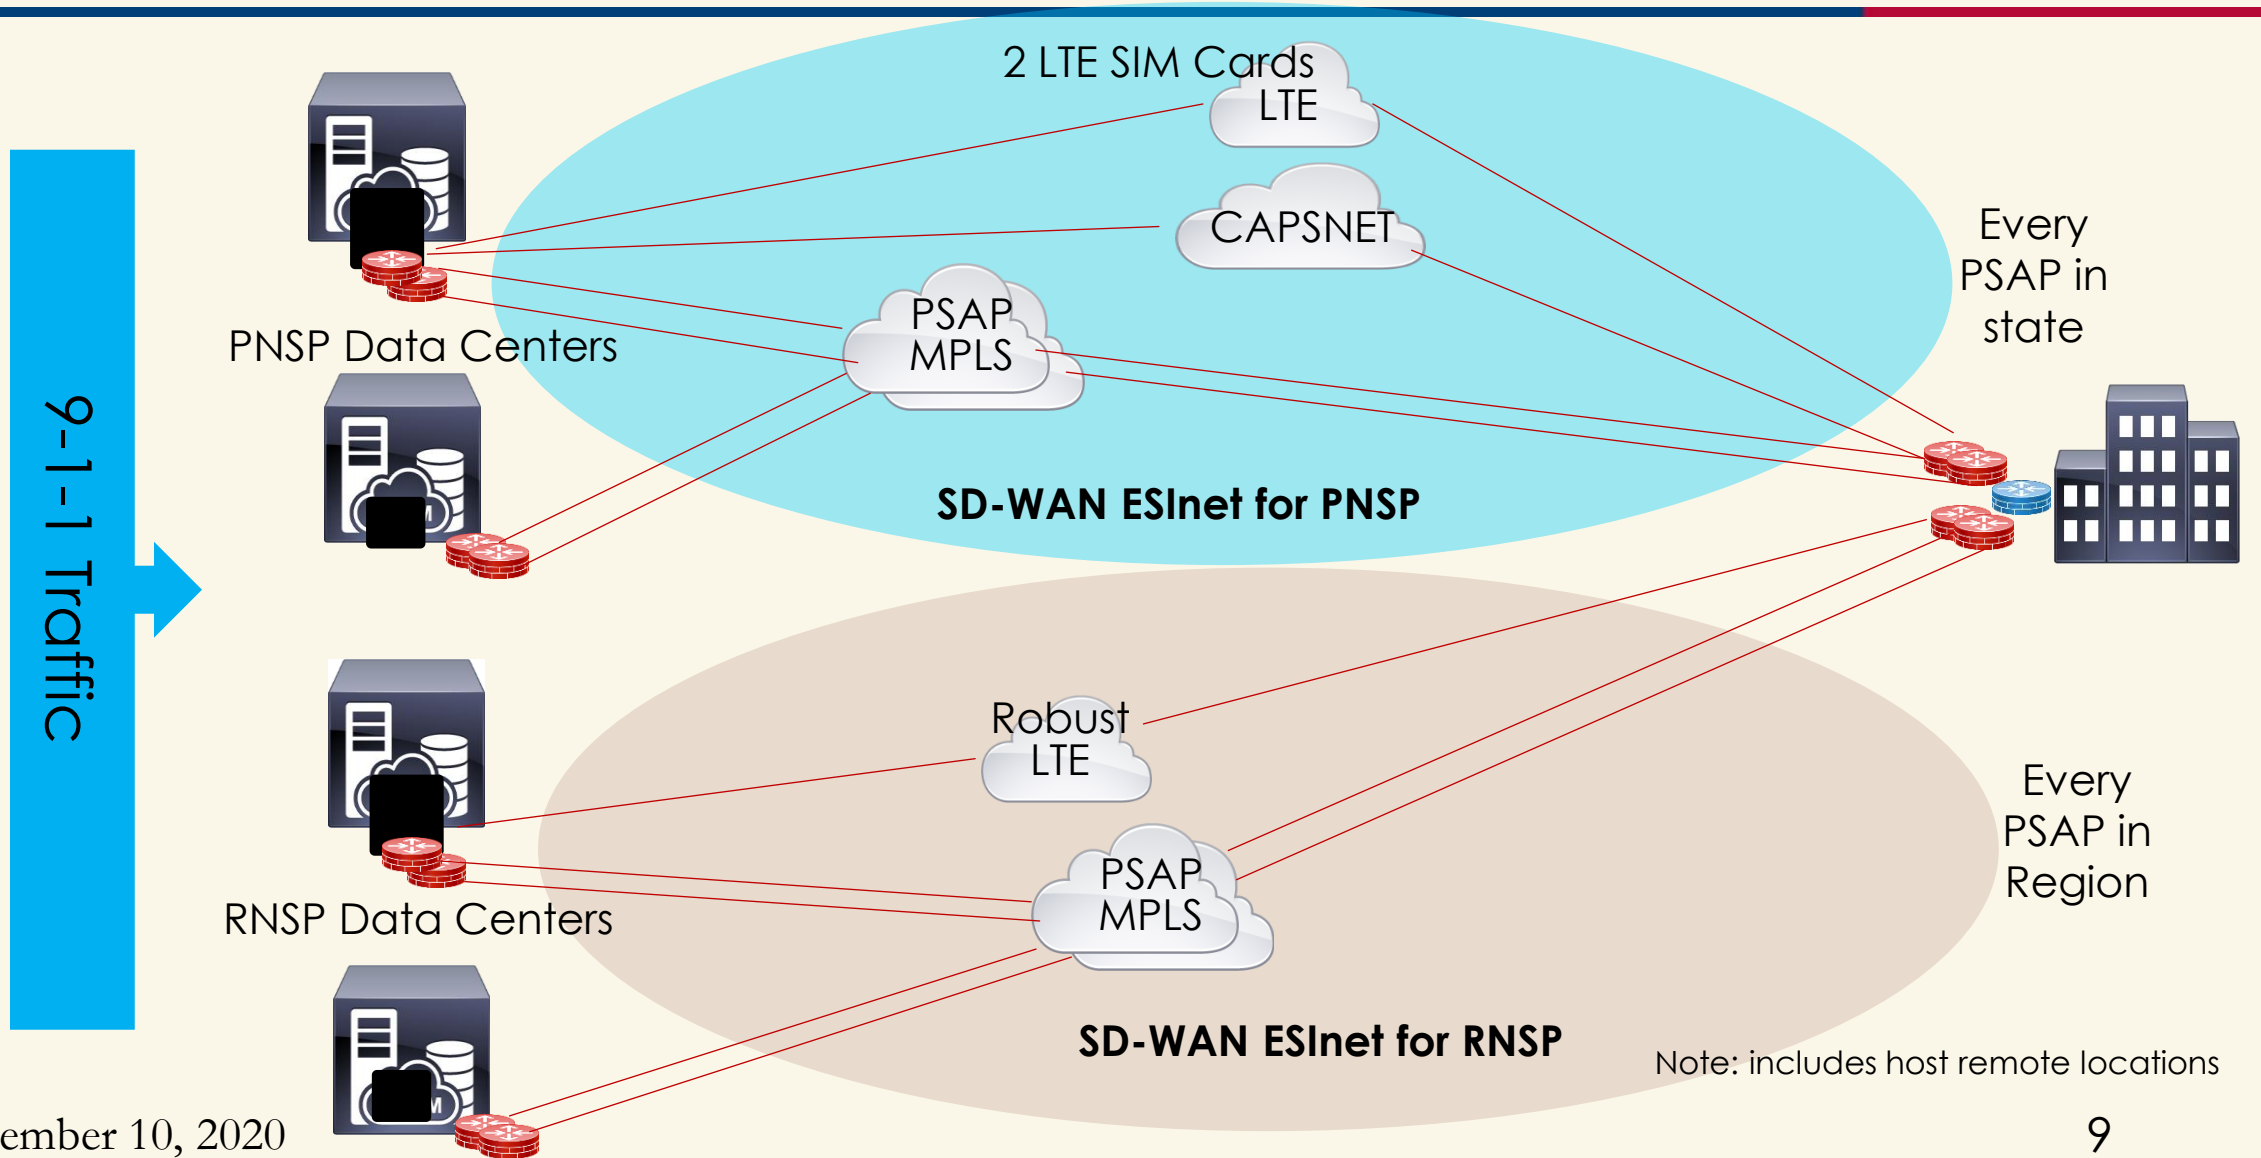 2 LTE SIM Cards
LTE
CAPSNET
Every
PSAP in
state
PSAP
MPLS
PNSP Data Centers
9-1-1 Traffic
SD-WAN ESInet for PNSP
Robust
LTE
Every
PSAP in
Region
PSAP
MPLS
RNSP Data Centers
SD-WAN ESInet for RNSP
Note: includes host remote locations
ember 10, 2020
9